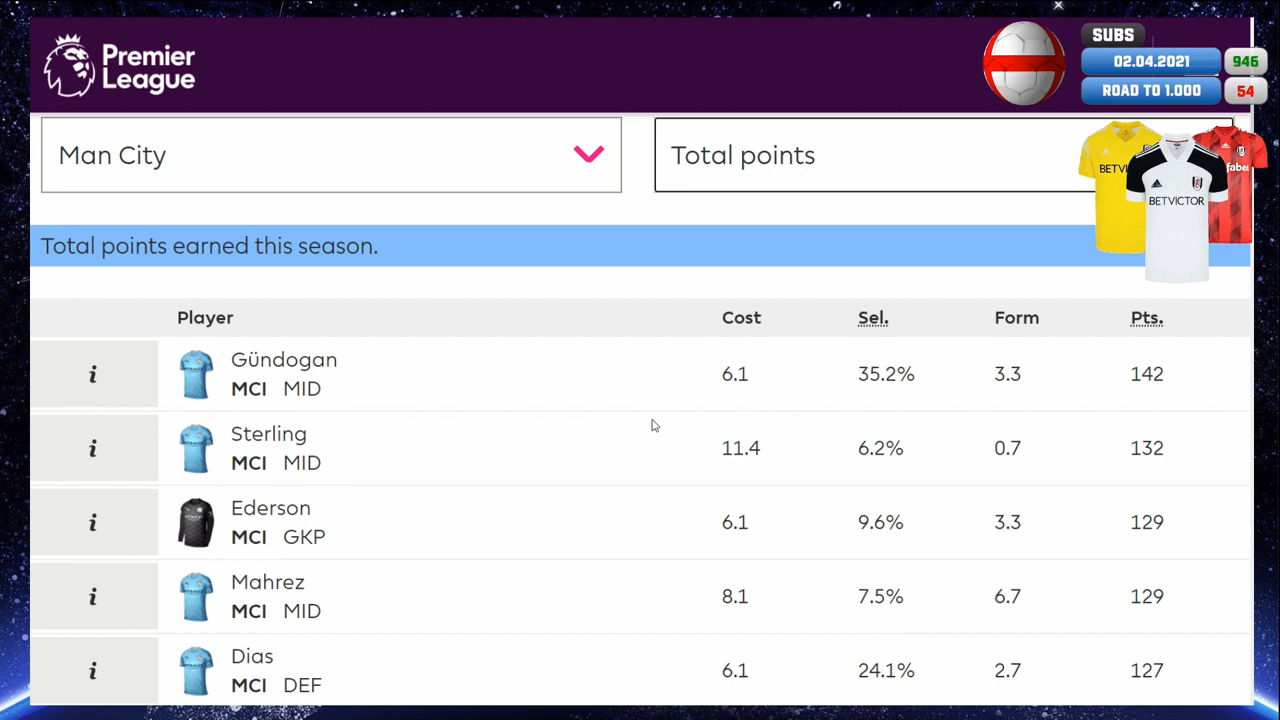 Premier
League
SUBS
02.04.2021 946
ROAD TO 1.000 54
Man City Total points
BETVICTOR
Total points earned this season.
Player Cost Sel. Form Pts.
i Gündogan 6.1 35.2% 3.3 142
MCI MID
i Sterling 11.4 6.2% 0.7 132
MCI MID
i Ederson 6.1 9.6% 3.3 129
MCI GKP
i Mahrez 8.1 7.5% 6.7 129
MCI MID
i Dias 6.1 24.1% 2.7 127
MCI DEF